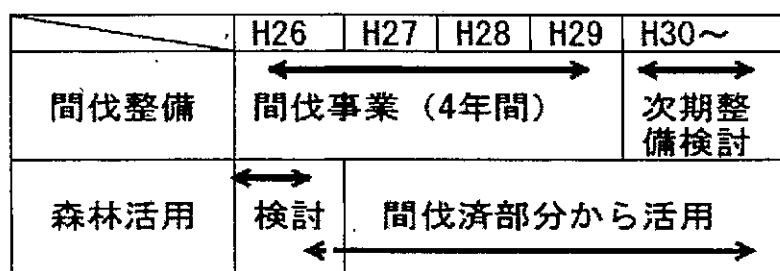 H26 H27 H28 H29 H30～
間伐整備 間伐事業（4年間） 次期整
備検討
森林活用 検討 間伐済部分から活用